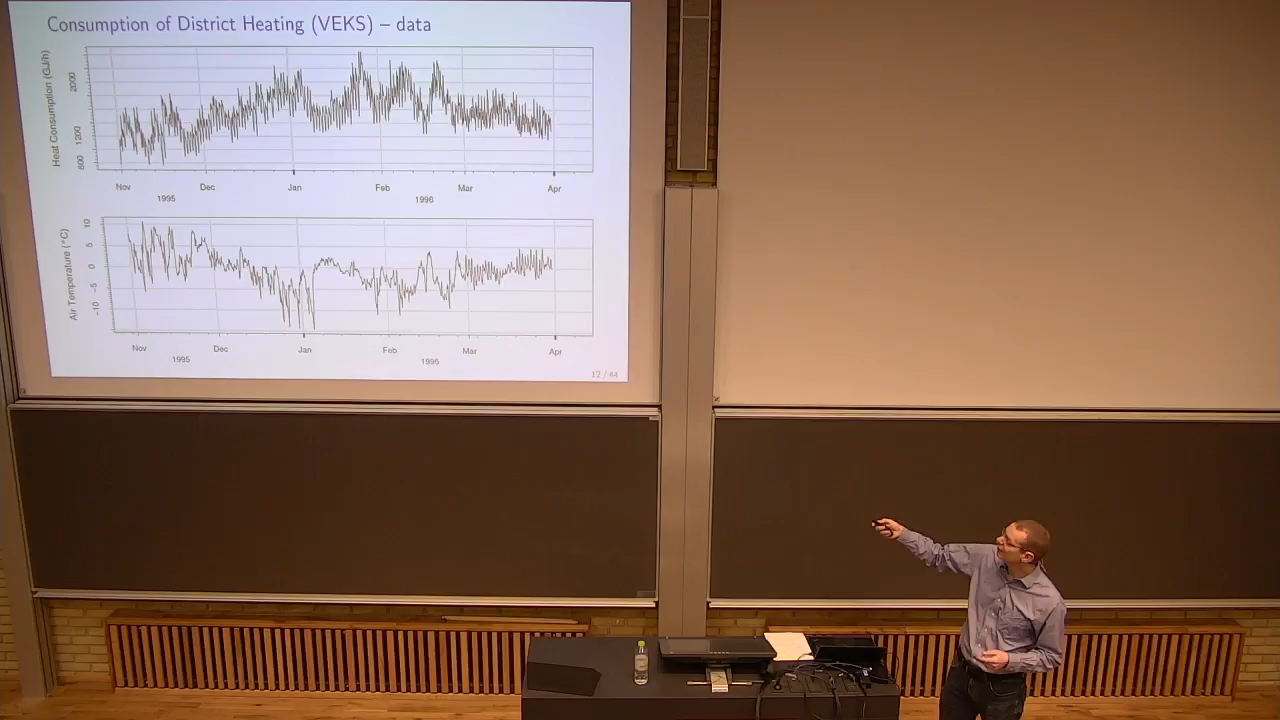 Consumption of District Heating (VEKS) – data
Heat Consumption (GJ/h)
2000
1200
800
Nov
Dec
Jan
Feb
Mar
Apr
1995
1996
Air Temperature (°C)
10
5
0
−5
−10
Nov
Dec
Jan
Feb
Mar
Apr
1995
1996
12 / 44